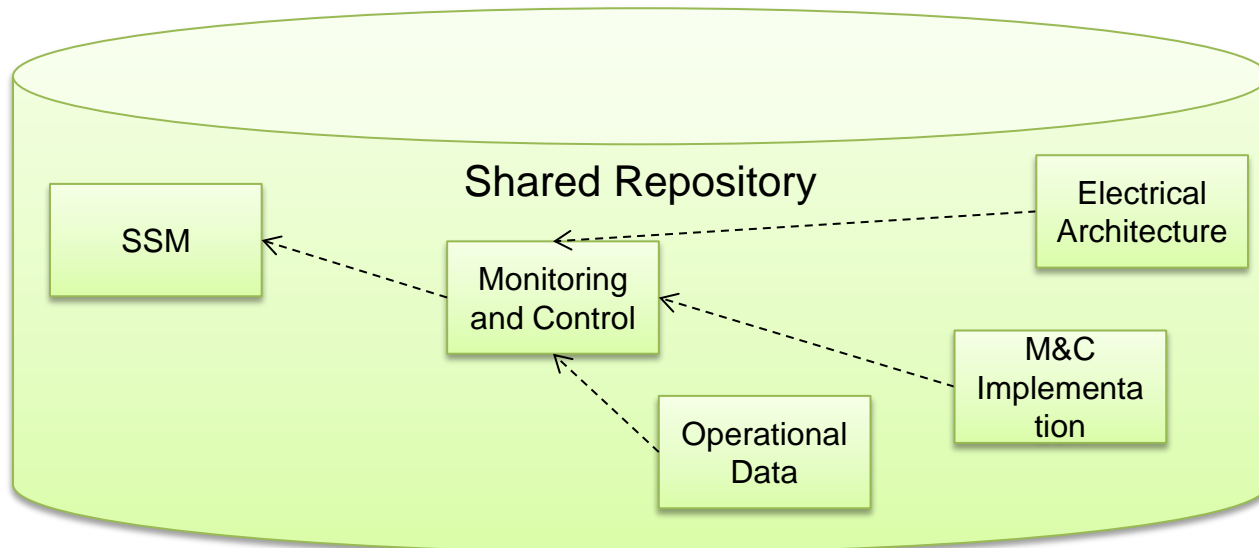 Shared Repository
SSM
Electrical
Architecture
Monitoring
and Control
M&C
Implementa
tion
Operational
Data